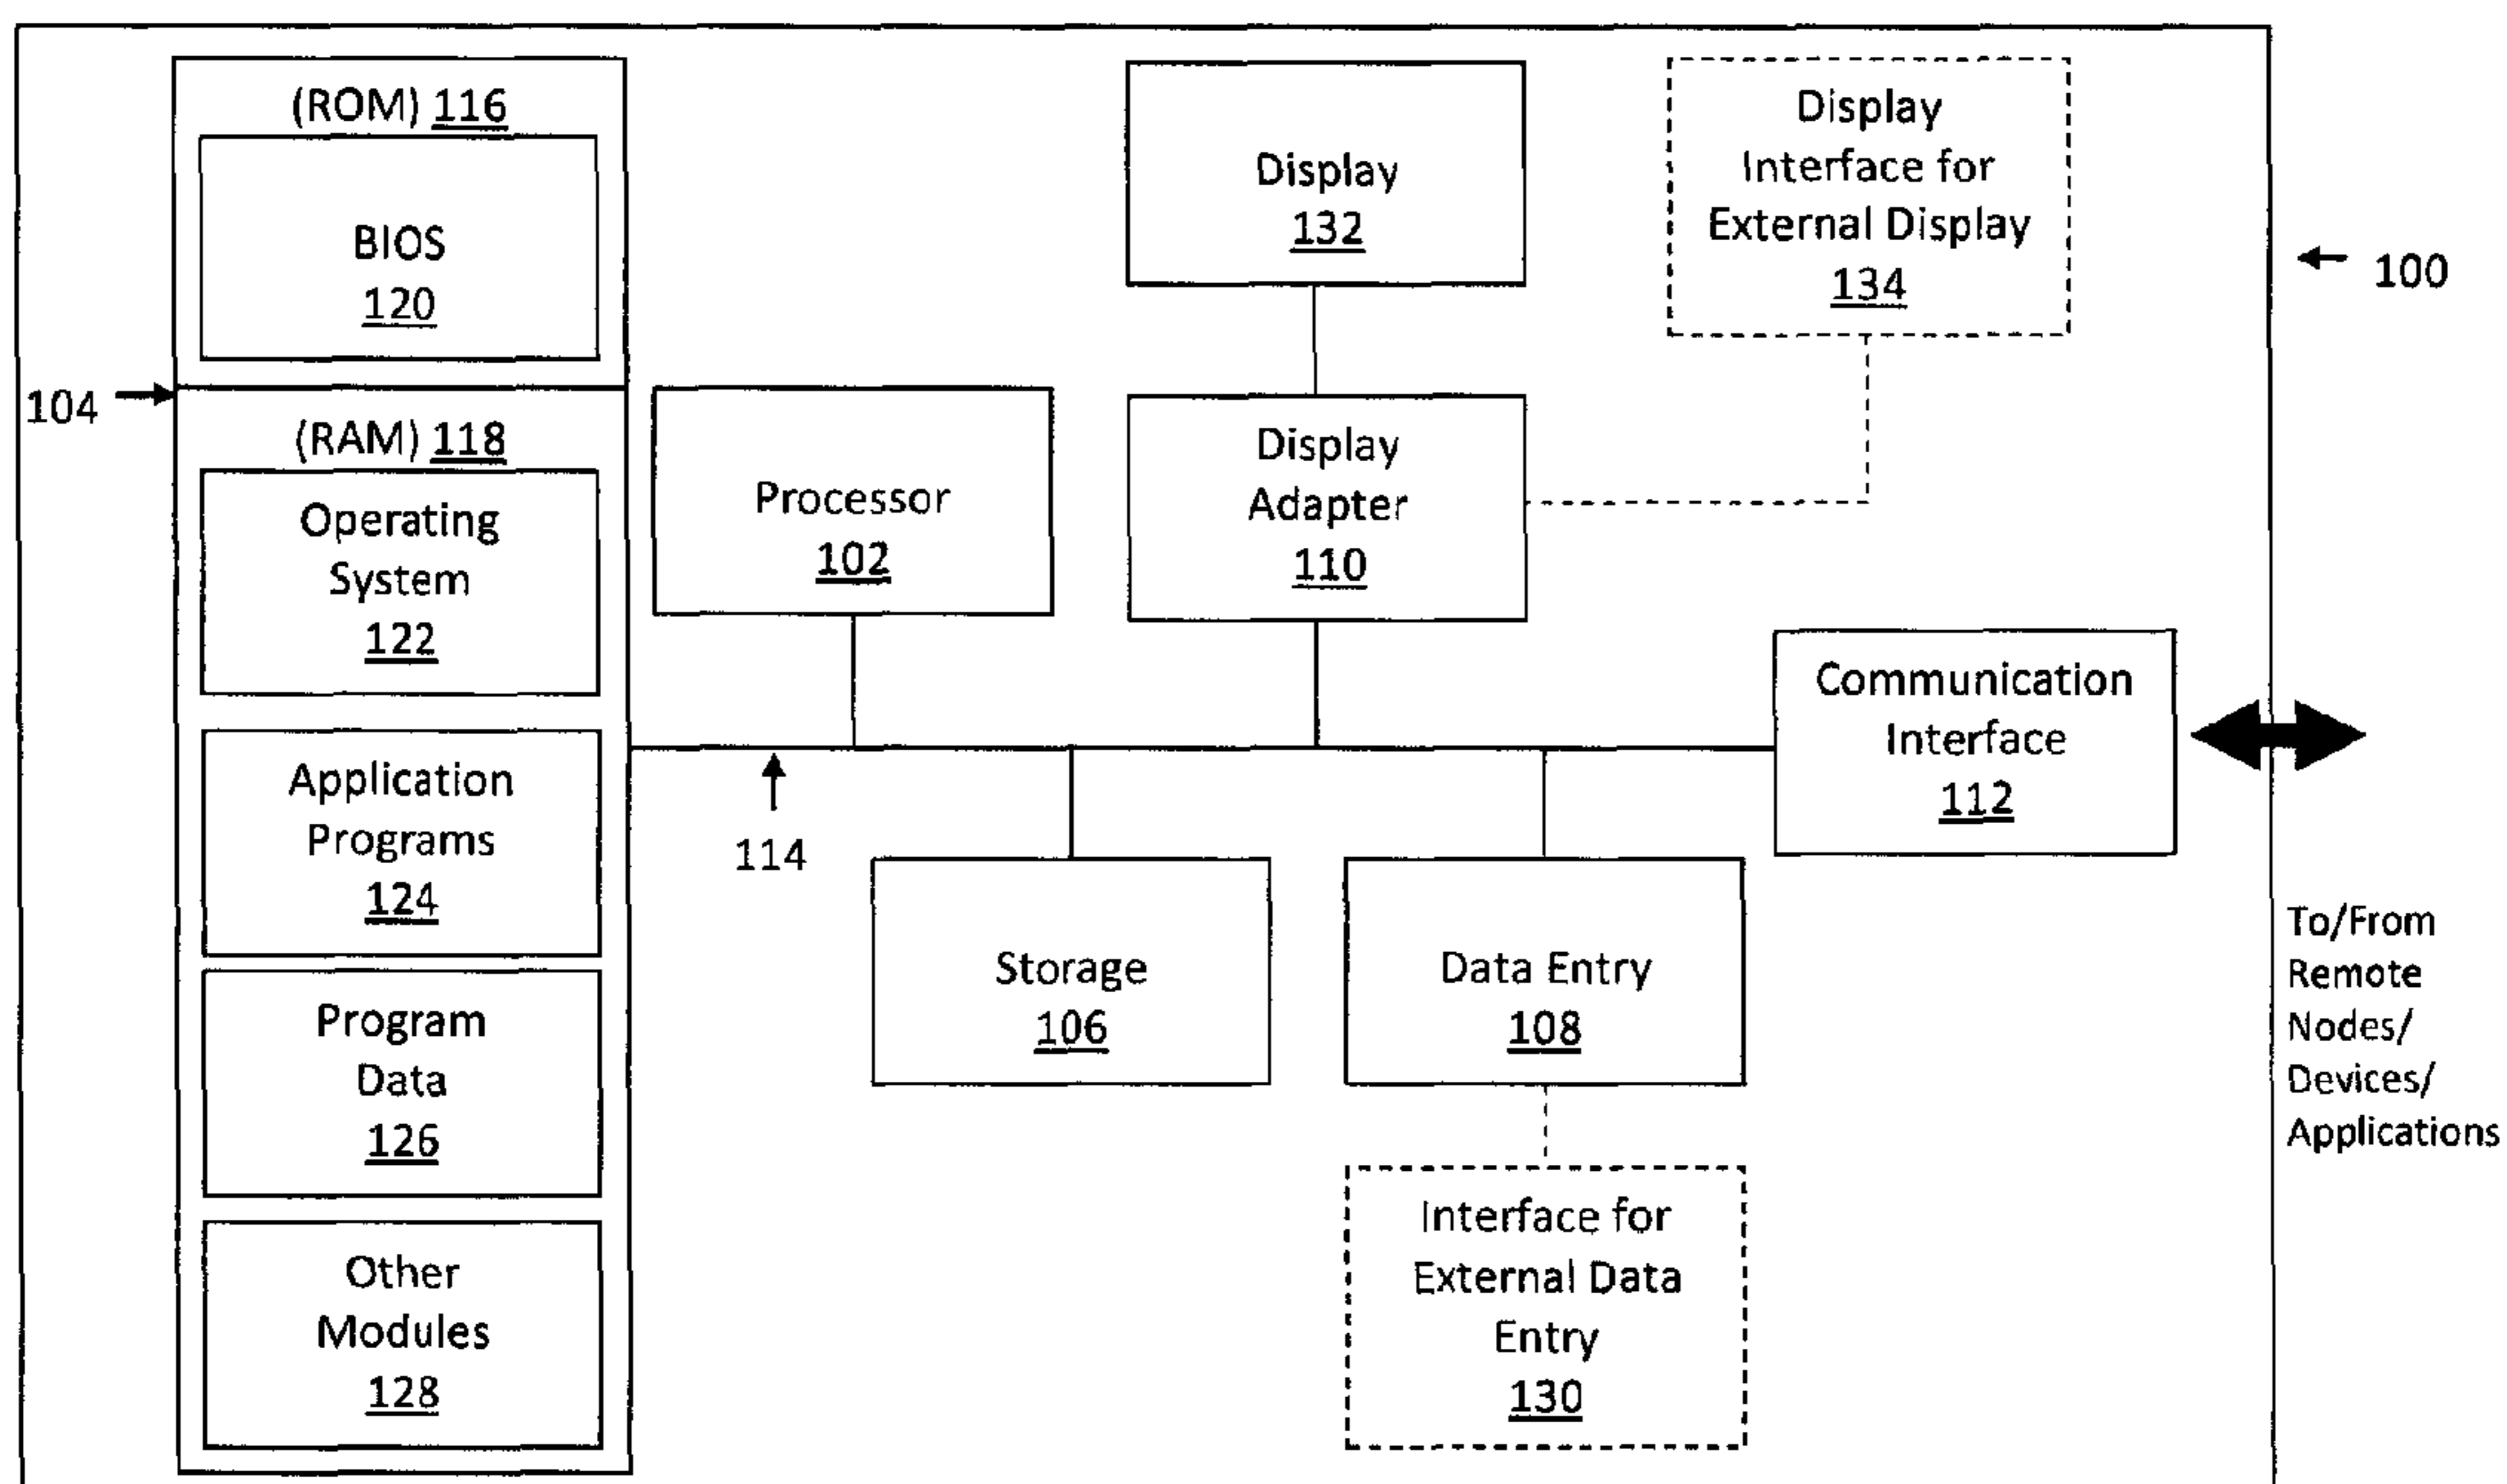 (ROM) 116
BIOS
120
104
(RAM) 118
Operating
System
122
Application
Programs
124
Program
Data
126
Other
Modules
128
Processor
102
Display
132
Display
Adapter
110
Display
Interface for
External Display
134
100
Communication
Interface
112
114
Storage
106
Data Entry
108
Interface for
External Data
Entry
130
To/From
Remote
Nodes/
Devices/
Applications